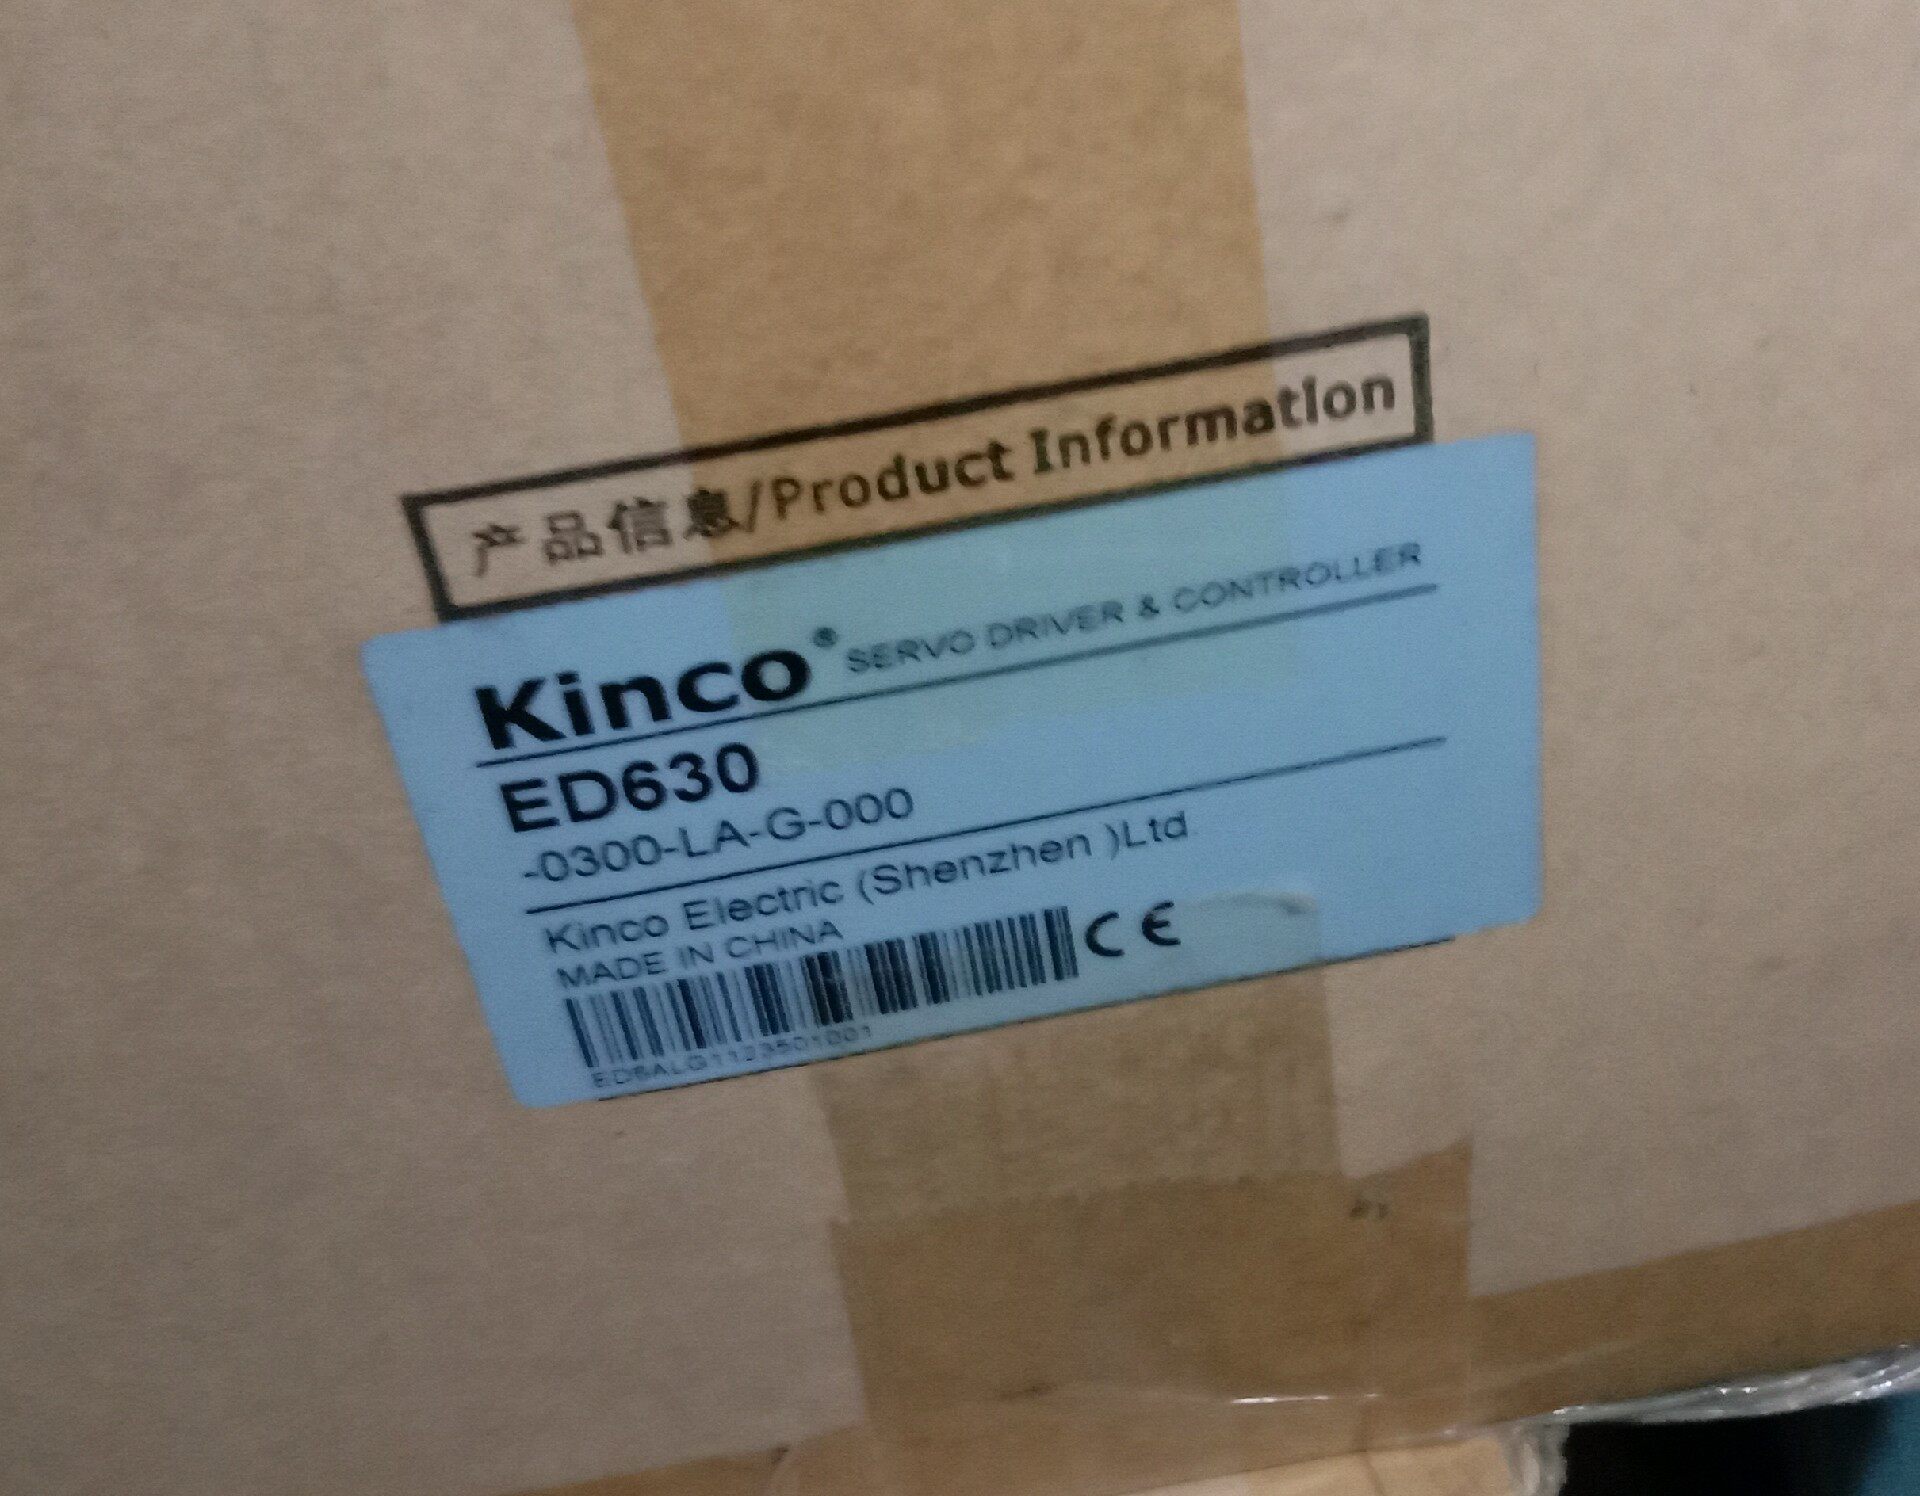 产品信息/Product Information
Kinco® SERVO DRIVER & CONTROLLER
ED630
-0300-LA-G-000
Kinco Electric (Shenzhen )Ltd
MADE IN CHINA
CE